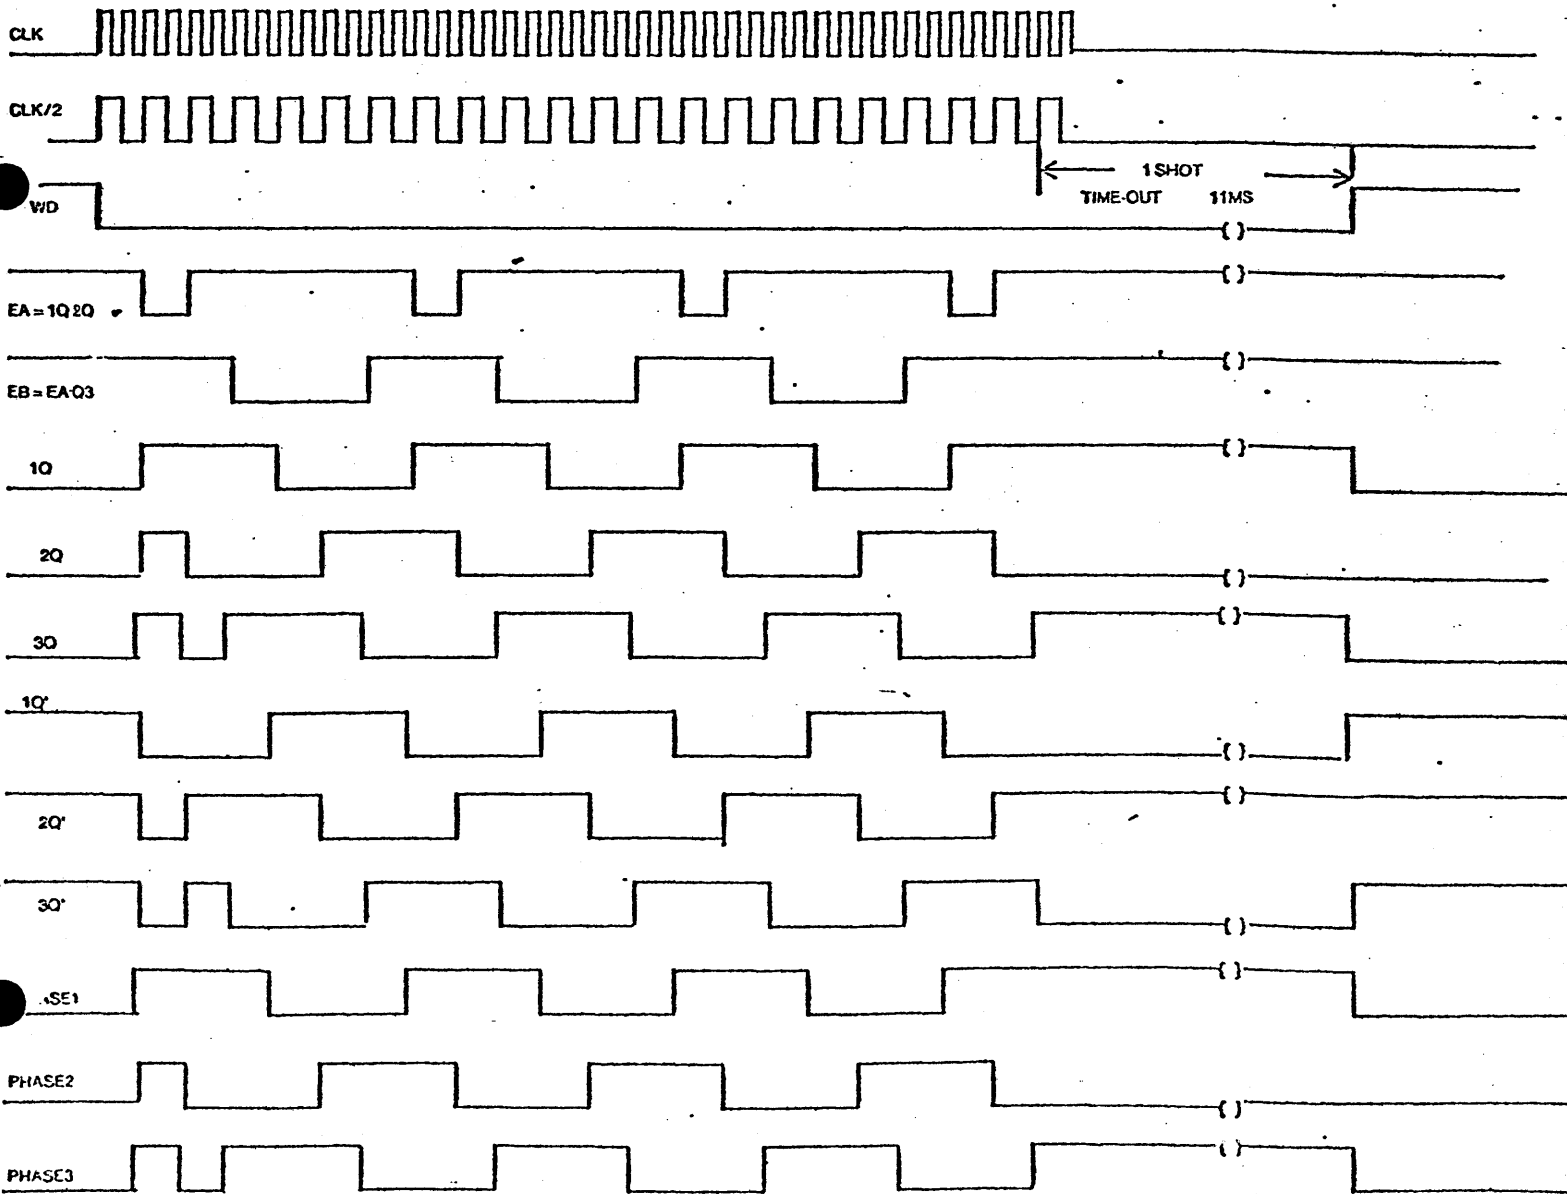 CLK
CLK/2
1 SHOT
TIME-OUT 11MS
WD
EA = 1Q 2Q
EB = EA·Q3
1Q
2Q
3Q
1Q'
2Q'
3Q'
ASE1
PHASE2
PHASE3